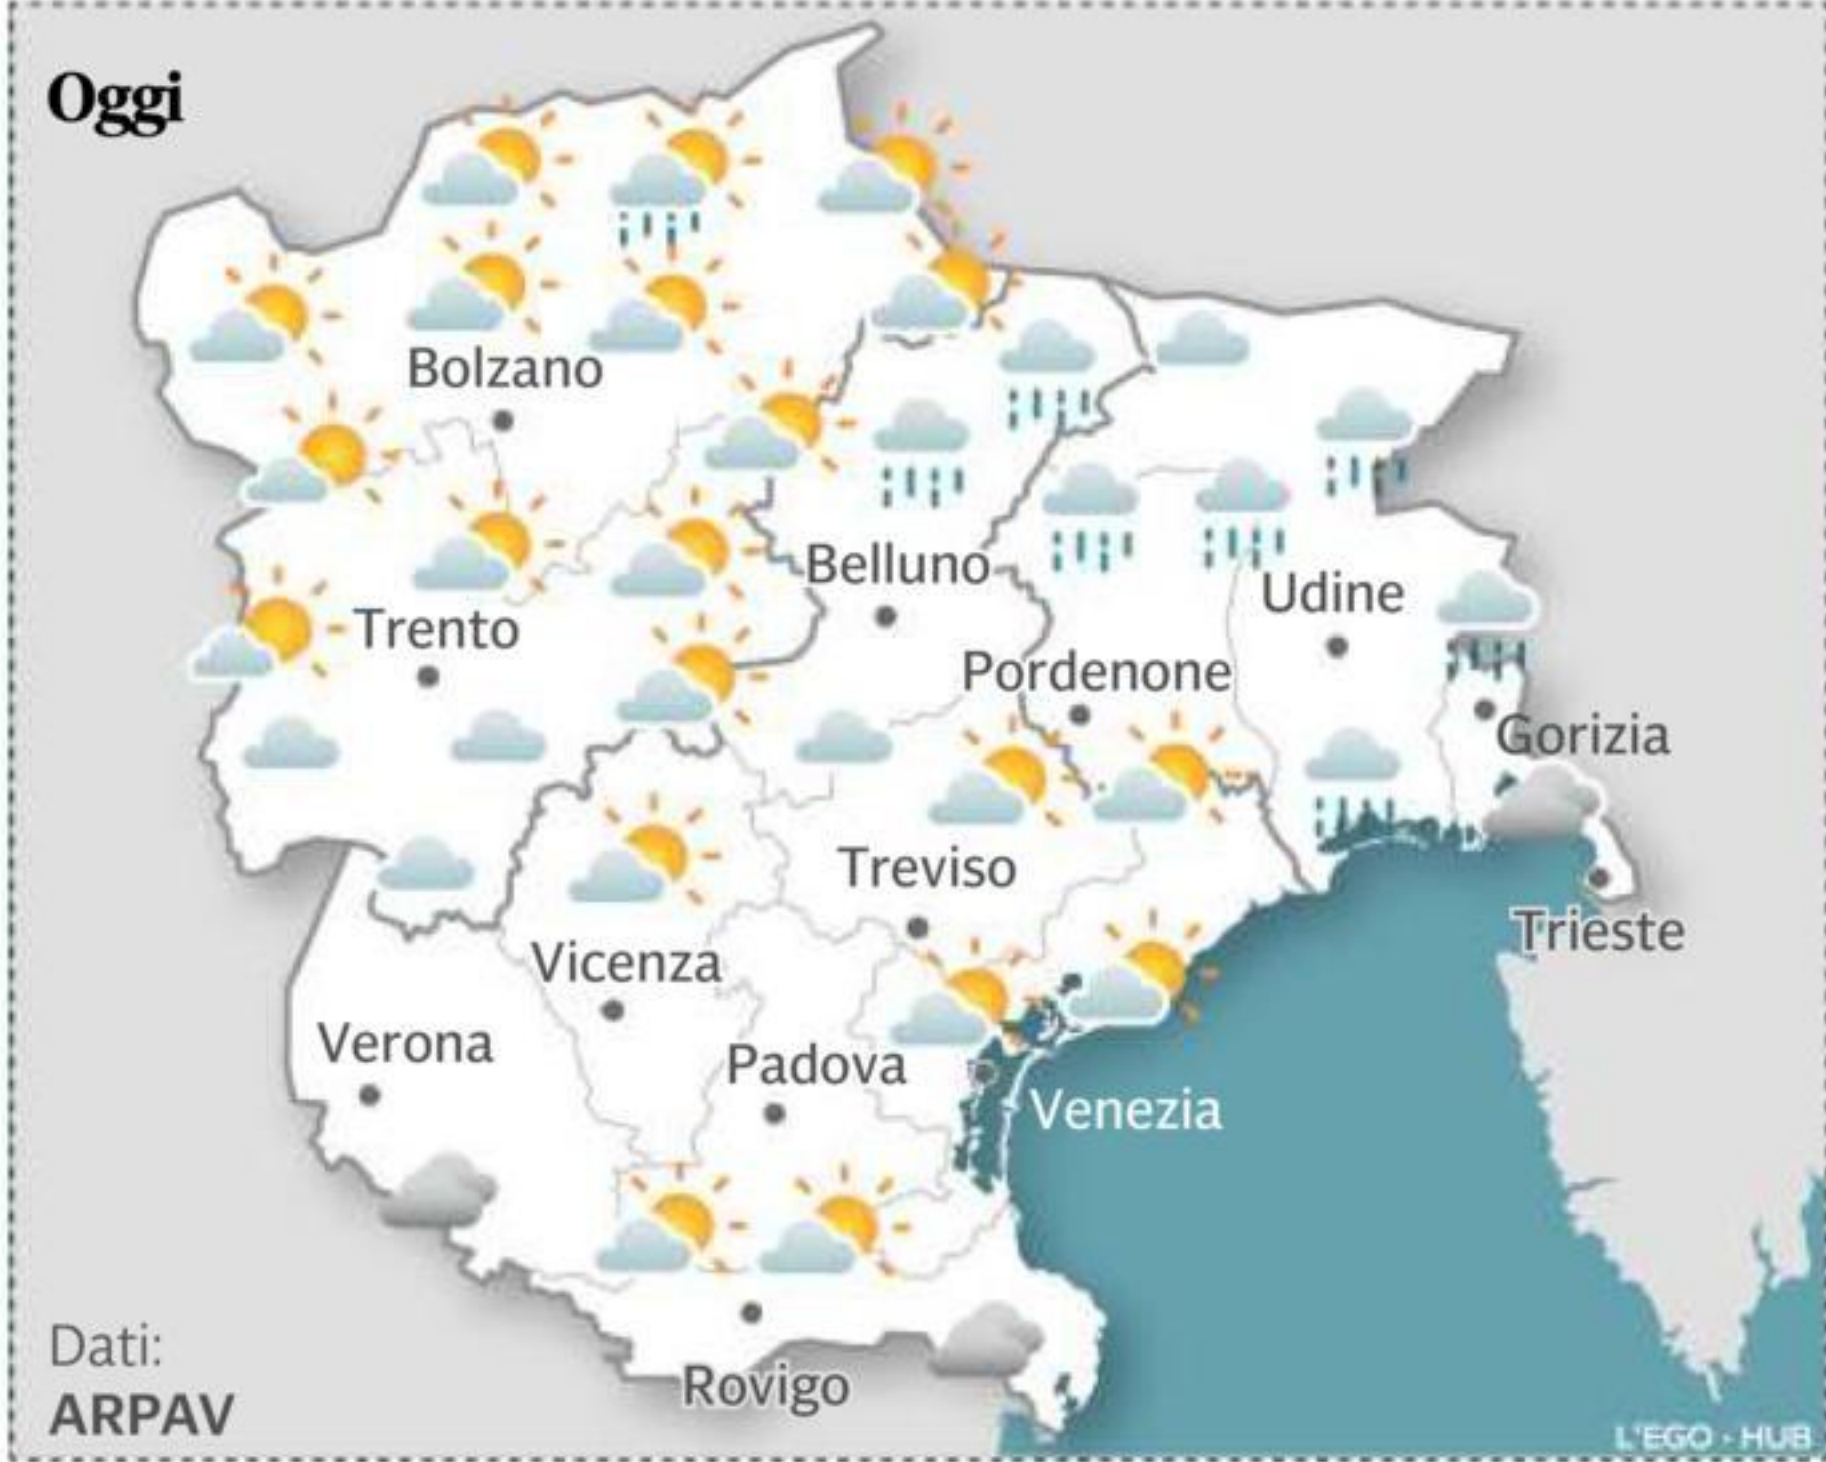 Oggi
Bolzano
Belluno
Udine
Trento
Pordenone
Gorizia
Treviso
Trieste
Vicenza
Verona
Padova
Venezia
Dati:
ARPAV
Rovigo
L'EGO - HUB